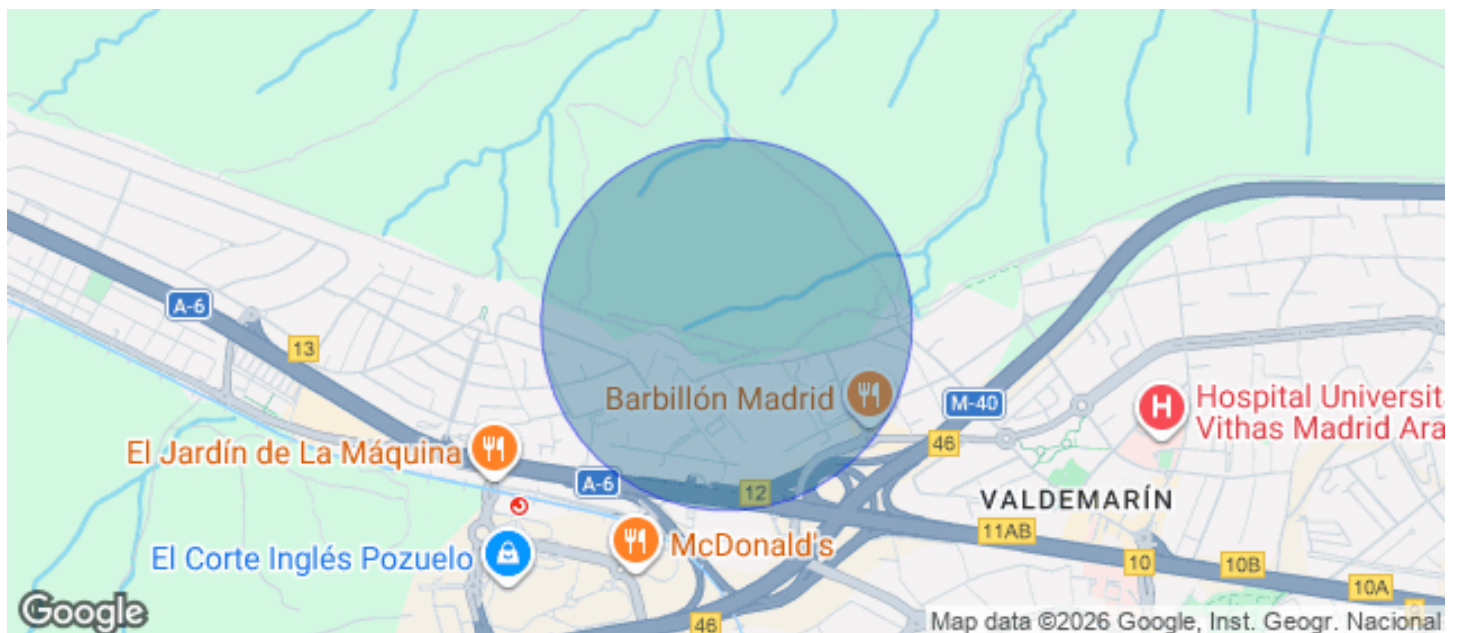 A-6
13
Barbillón Madrid
M-40
Hospital Universita
Vithas Madrid Ara
46
El Jardín de La Máquina
A-6
12
VALDEMARÍN
11AB
McDonald's
El Corte Inglés Pozuelo
10
10B
10A
46
Google
Map data ©2026 Google, Inst. Geogr. Nacional